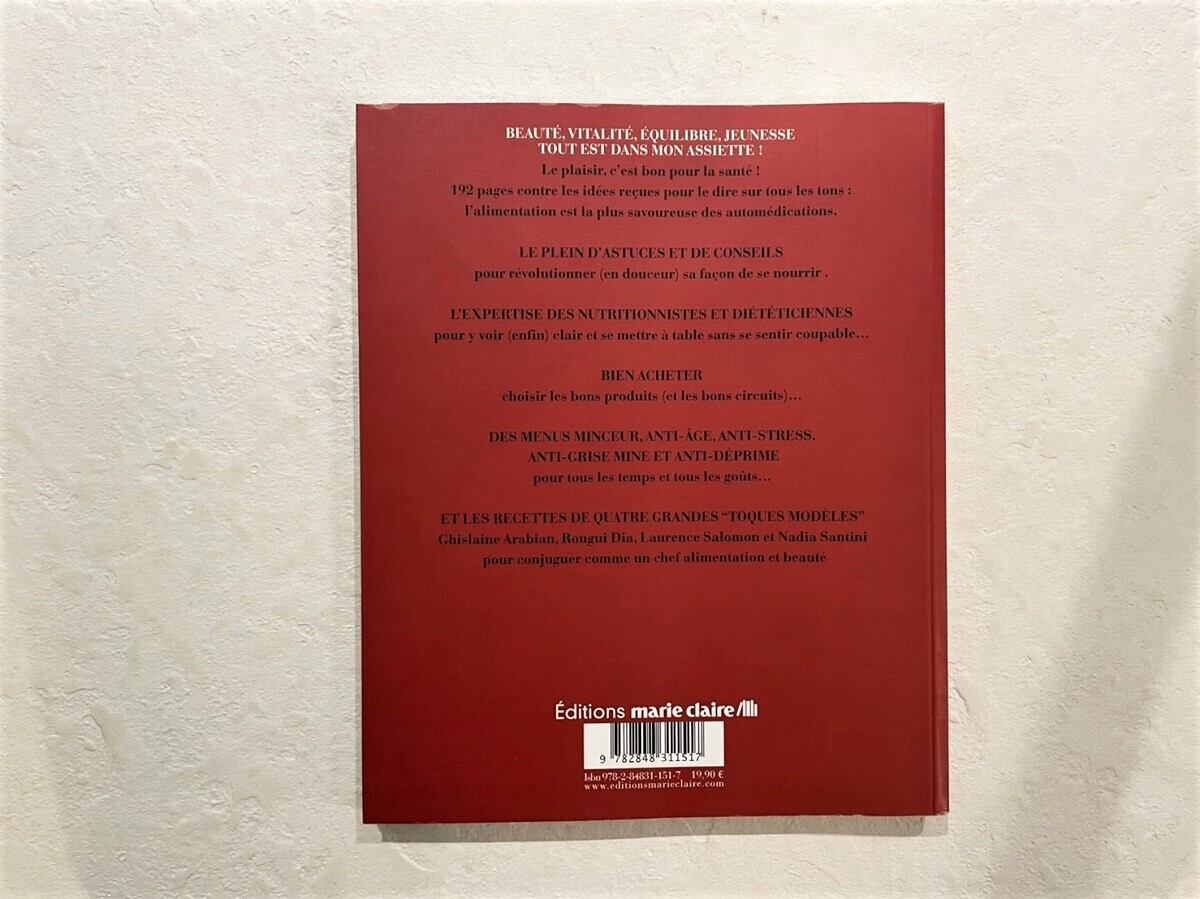 BEAUTÉ, VITALITÉ, ÉQUILIBRE, JEUNESSE
TOUT EST DANS MON ASSIETTE !
Le plaisir, c'est bon pour la santé !
192 pages contre les idées reçues pour le dire sur tous les tons :
l'alimentation est la plus savoureuse des automédications.
LE PLEIN D'ASTUCES ET DE CONSEILS
pour révolutionner (en douceur) sa façon de se nourrir .
L'EXPERTISE DES NUTRITIONNISTES ET DIÉTÉTICIENNES
pour y voir (enfin) clair et se mettre à table sans se sentir coupable…
BIEN ACHETER
choisir les bons produits (et les bons circuits)…
DES MENUS MINCEUR, ANTI-ÂGE, ANTI-STRESS,
ANTI-GRISE MINE ET ANTI-DÉPRIME
pour tous les temps et tous les goûts…
ET LES RECETTES DE QUATRE GRANDES "TOQUES MODÈLES"
Ghislaine Arabian, Rougui Dia, Laurence Salomon et Nadia Santini
pour conjuguer comme un chef alimentation et beauté
Éditions marie claire
9 782848 311517
Isbn 978-2-84831-151-7 19,90 €
www.editionsmarieclaire.com